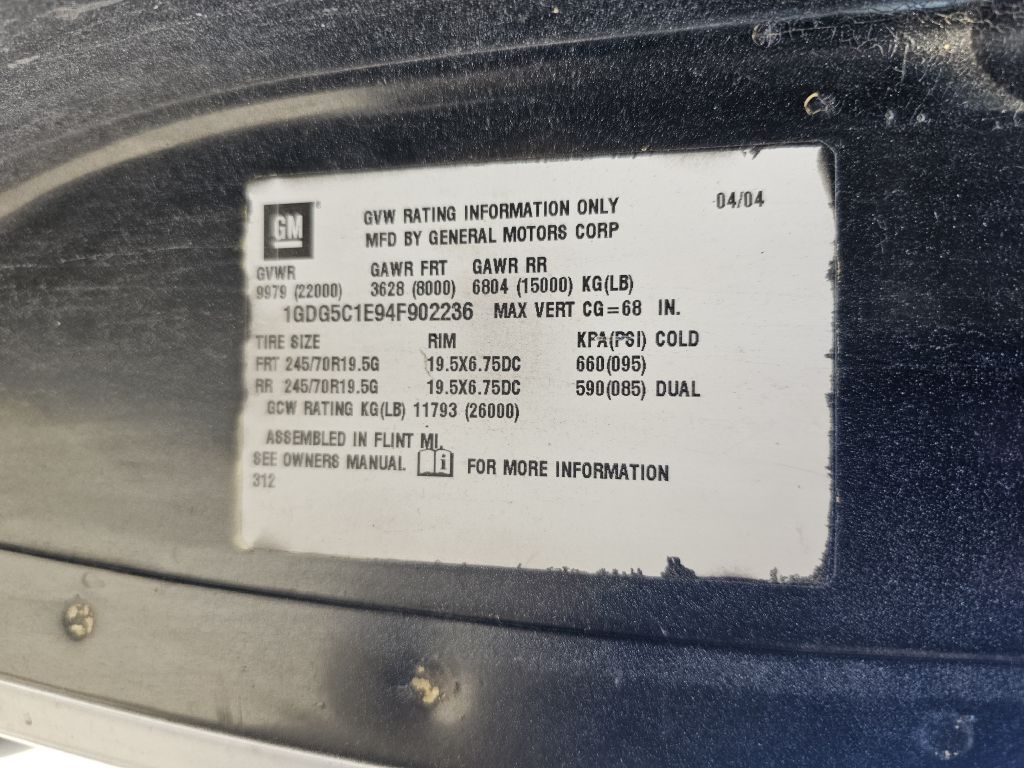 GM
GVW RATING INFORMATION ONLY 04/04
MFD BY GENERAL MOTORS CORP
GVWR GAWR FRT GAWR RR
9979 (22000) 3628 (8000) 6804 (15000) KG(LB)
1GDG5C1E94F902236 MAX VERT CG=68 IN.
TIRE SIZE RIM KPA(PSI) COLD
FRT 245/70R19.5G 19.5X6.75DC 660(095)
RR 245/70R19.5G 19.5X6.75DC 590(085) DUAL
GCW RATING KG(LB) 11793 (26000)
ASSEMBLED IN FLINT MI.
SEE OWNERS MANUAL i FOR MORE INFORMATION
312